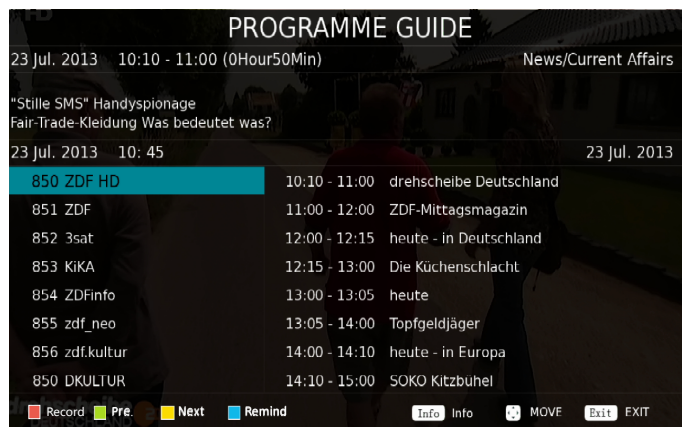 HD
PROGRAMME GUIDE
23 Jul. 2013 10:10 - 11:00 (0Hour50Min) News/Current Affairs
"Stille SMS" Handyspionage
Fair-Trade-Kleidung Was bedeutet was?
23 Jul. 2013 10: 45 23 Jul. 2013
850 ZDF HD 10:10 - 11:00 drehscheibe Deutschland
851 ZDF 11:00 - 12:00 ZDF-Mittagsmagazin
852 3sat 12:00 - 12:15 heute - in Deutschland
853 KiKA 12:15 - 13:00 Die Küchenschlacht
854 ZDFinfo 13:00 - 13:05 heute
855 zdf_neo 13:05 - 14:00 Topfgeldjäger
856 zdf.kultur 14:00 - 14:10 heute - in Europa
850 DKULTUR 14:10 - 15:00 SOKO Kitzbühel
Record Pre. Next Remind Info Info MOVE Exit EXIT
drehscheibe
DEUTSCHLAND 2